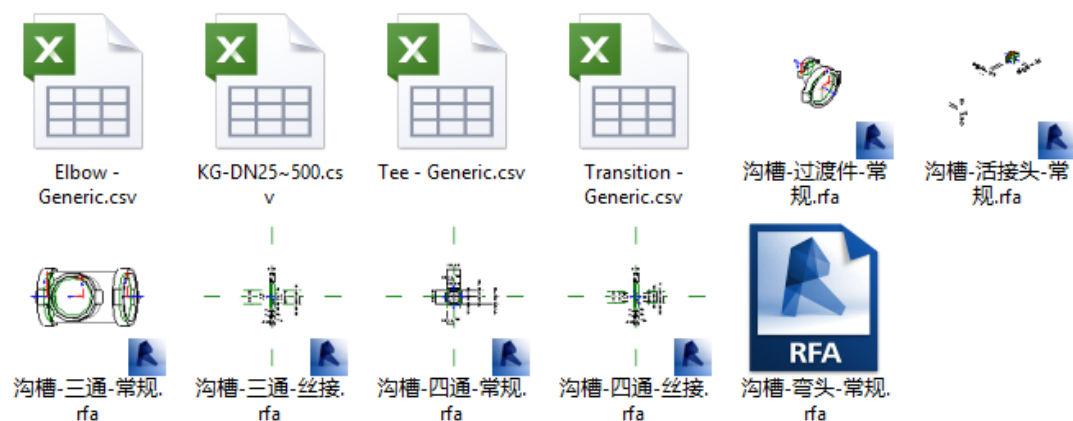 Elbow -
Generic.csv
KG-DN25~500.cs
v
Tee - Generic.csv
Transition -
Generic.csv
沟槽-过渡件-常
规.rfa
沟槽-活接头-常
规.rfa
沟槽-三通-常规.
rfa
沟槽-三通-丝接.
rfa
沟槽-四通-常规.
rfa
沟槽-四通-丝接.
rfa
RFA
沟槽-弯头-常规.
rfa